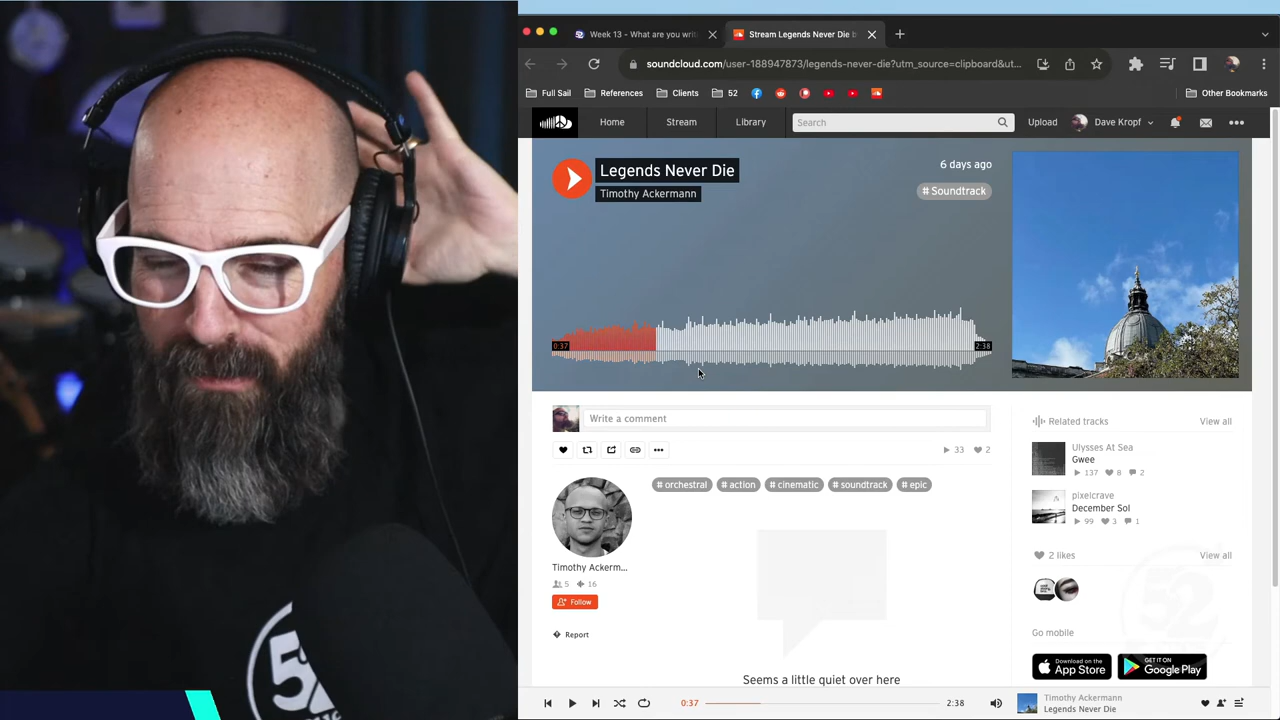 Week 13 - What are you writ
Stream Legends Never Die b
soundcloud.com/user-188947873/legends-never-die?utm_source=clipboard&ut...
Full Sail
References
Clients
52
Other Bookmarks
Home
Stream
Library
Search
Upload
Dave Kropf
Legends Never Die
Timothy Ackermann
6 days ago
# Soundtrack
0:37
2:38
Write a comment
33
2
# orchestral
# action
# cinematic
# soundtrack
# epic
Timothy Ackerm...
5
16
Follow
Report
Seems a little quiet over here
Related tracks
View all
Ulysses At Sea
Gwee
137
8
2
pixelcrave
December Sol
99
3
1
2 likes
View all
Go mobile
Download on the
App Store
GET IT ON
Google Play
52
0:37
2:38
Timothy Ackermann
Legends Never Die